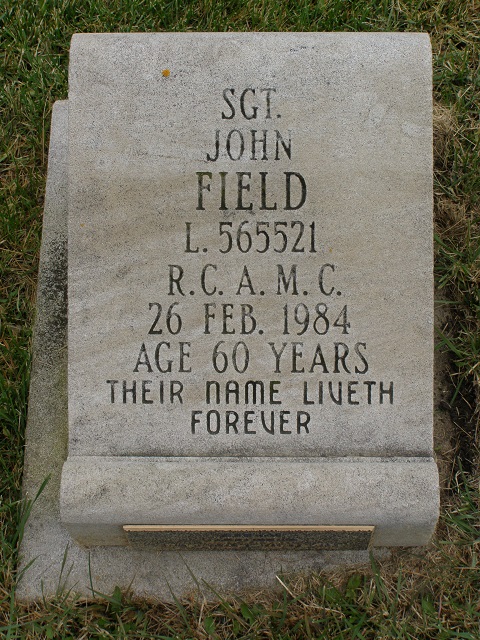 SGT.
JOHN
FIELD
L. 565521
R. C. A. M. C.
26 FEB. 1984
AGE 60 YEARS
THEIR NAME LIVETH
FOREVER